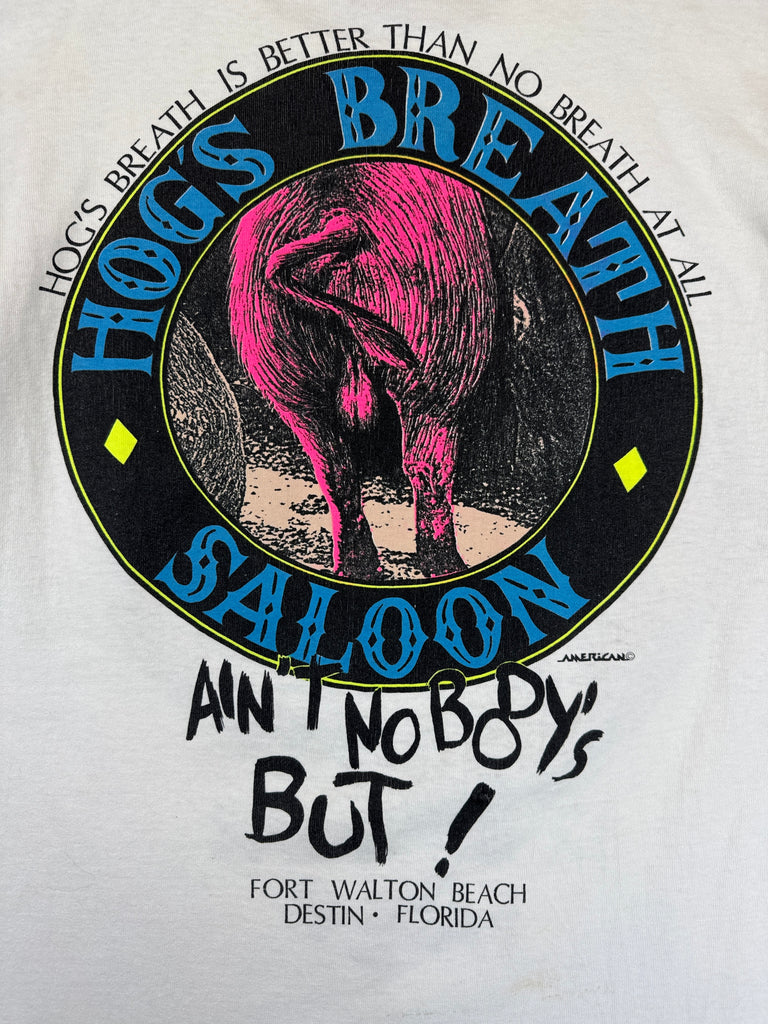 HOG'S BREATH IS BETTER THAN NO BREATH AT ALL
HOG'S BREATH
SALOON
AMERICAN©
AIN'T NOBODY'S
BUT!
FORT WALTON BEACH
DESTIN · FLORIDA